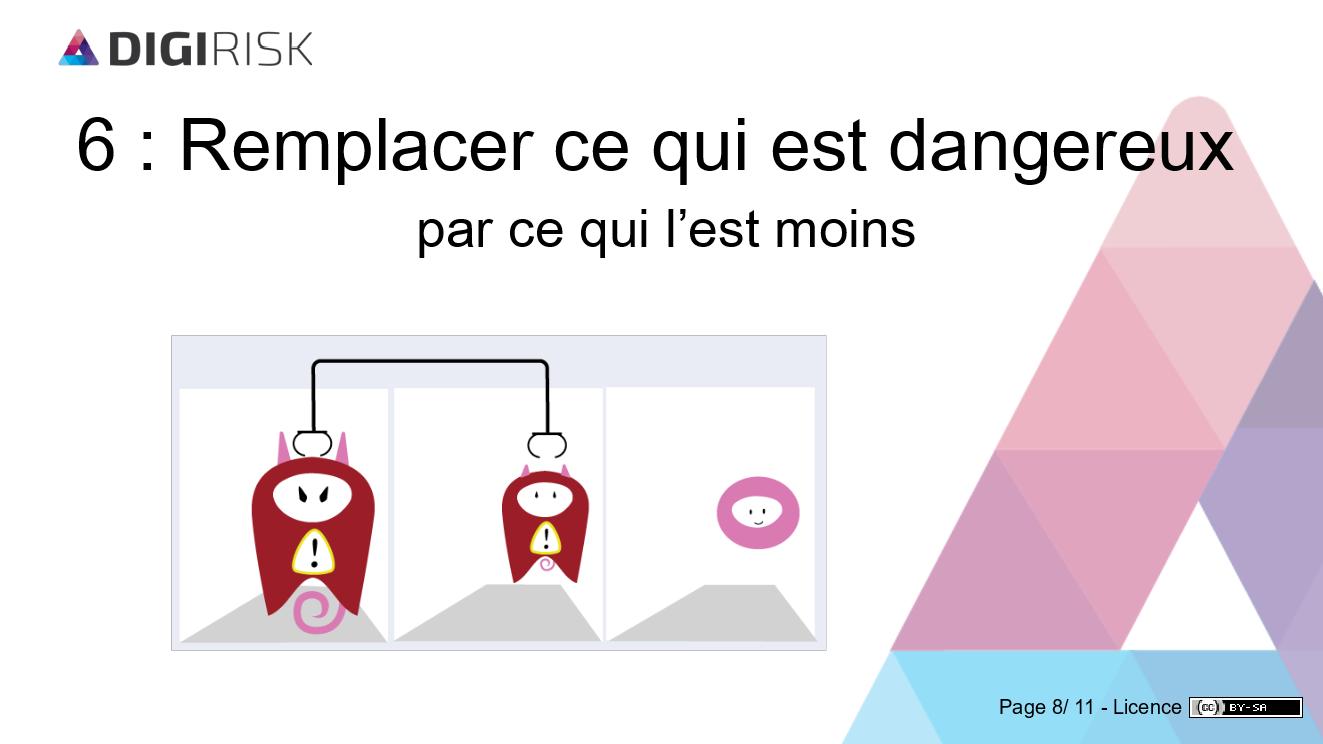 DIGIRISK
6 : Remplacer ce qui est dangereux
par ce qui l’est moins
!
!
Page 8/ 11 - Licence (cc) BY-SA